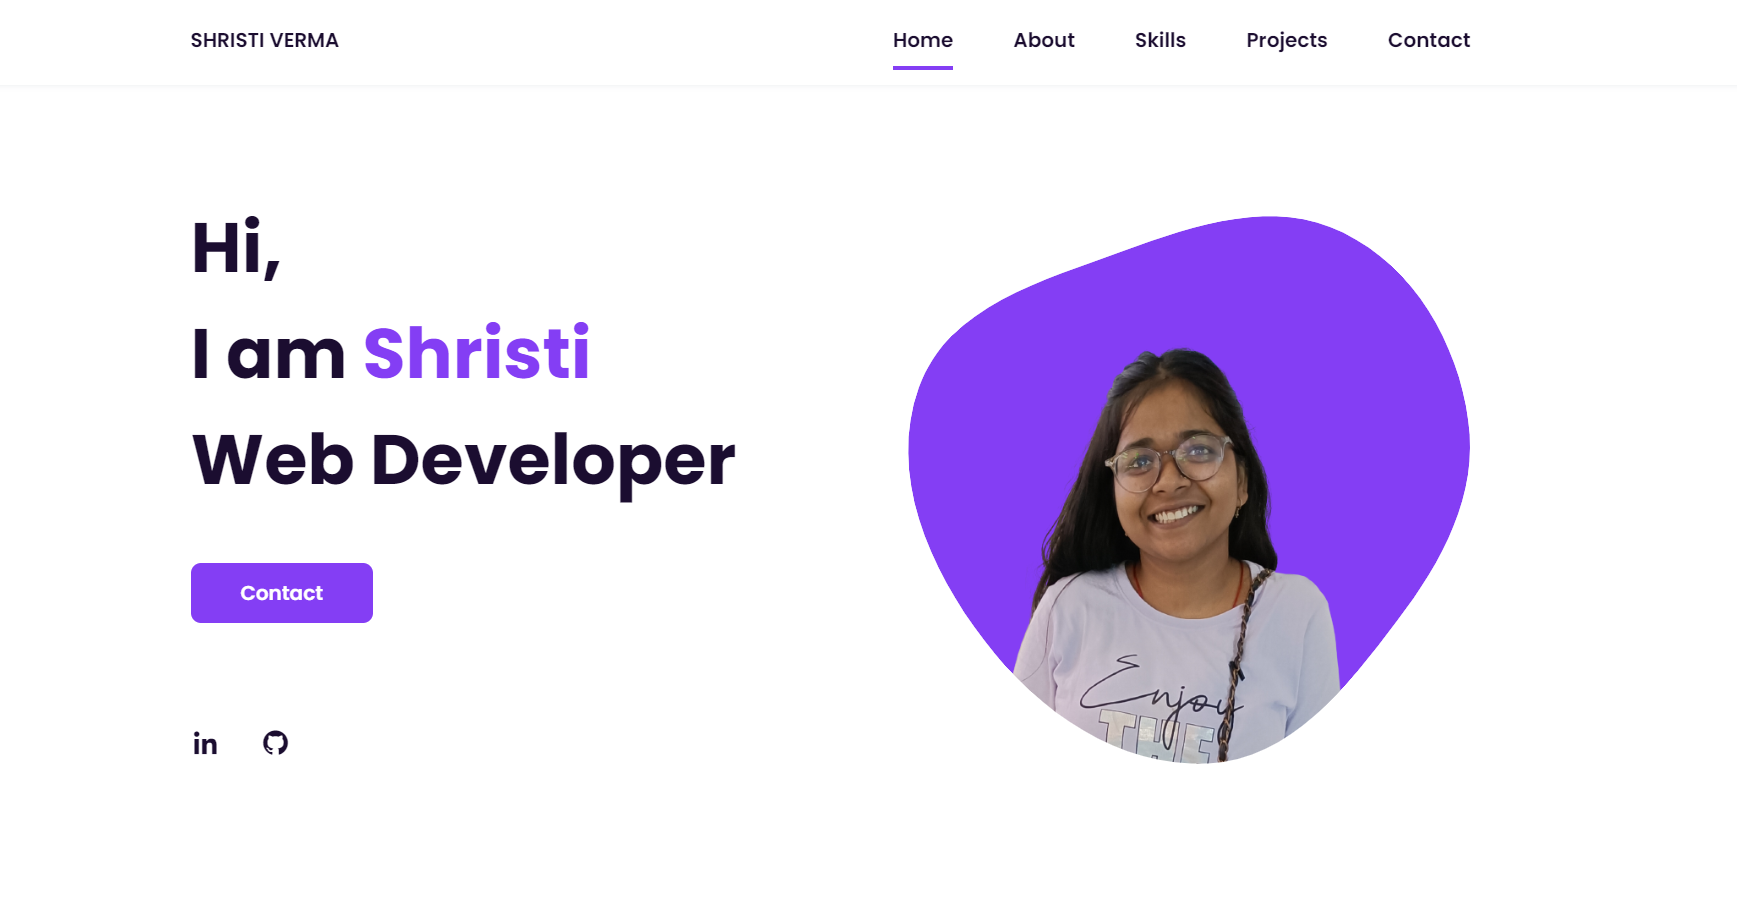 SHRISTI VERMA
Home About Skills Projects Contact
Hi,
I am Shristi
Web Developer
Contact
in
Enjoy
THE